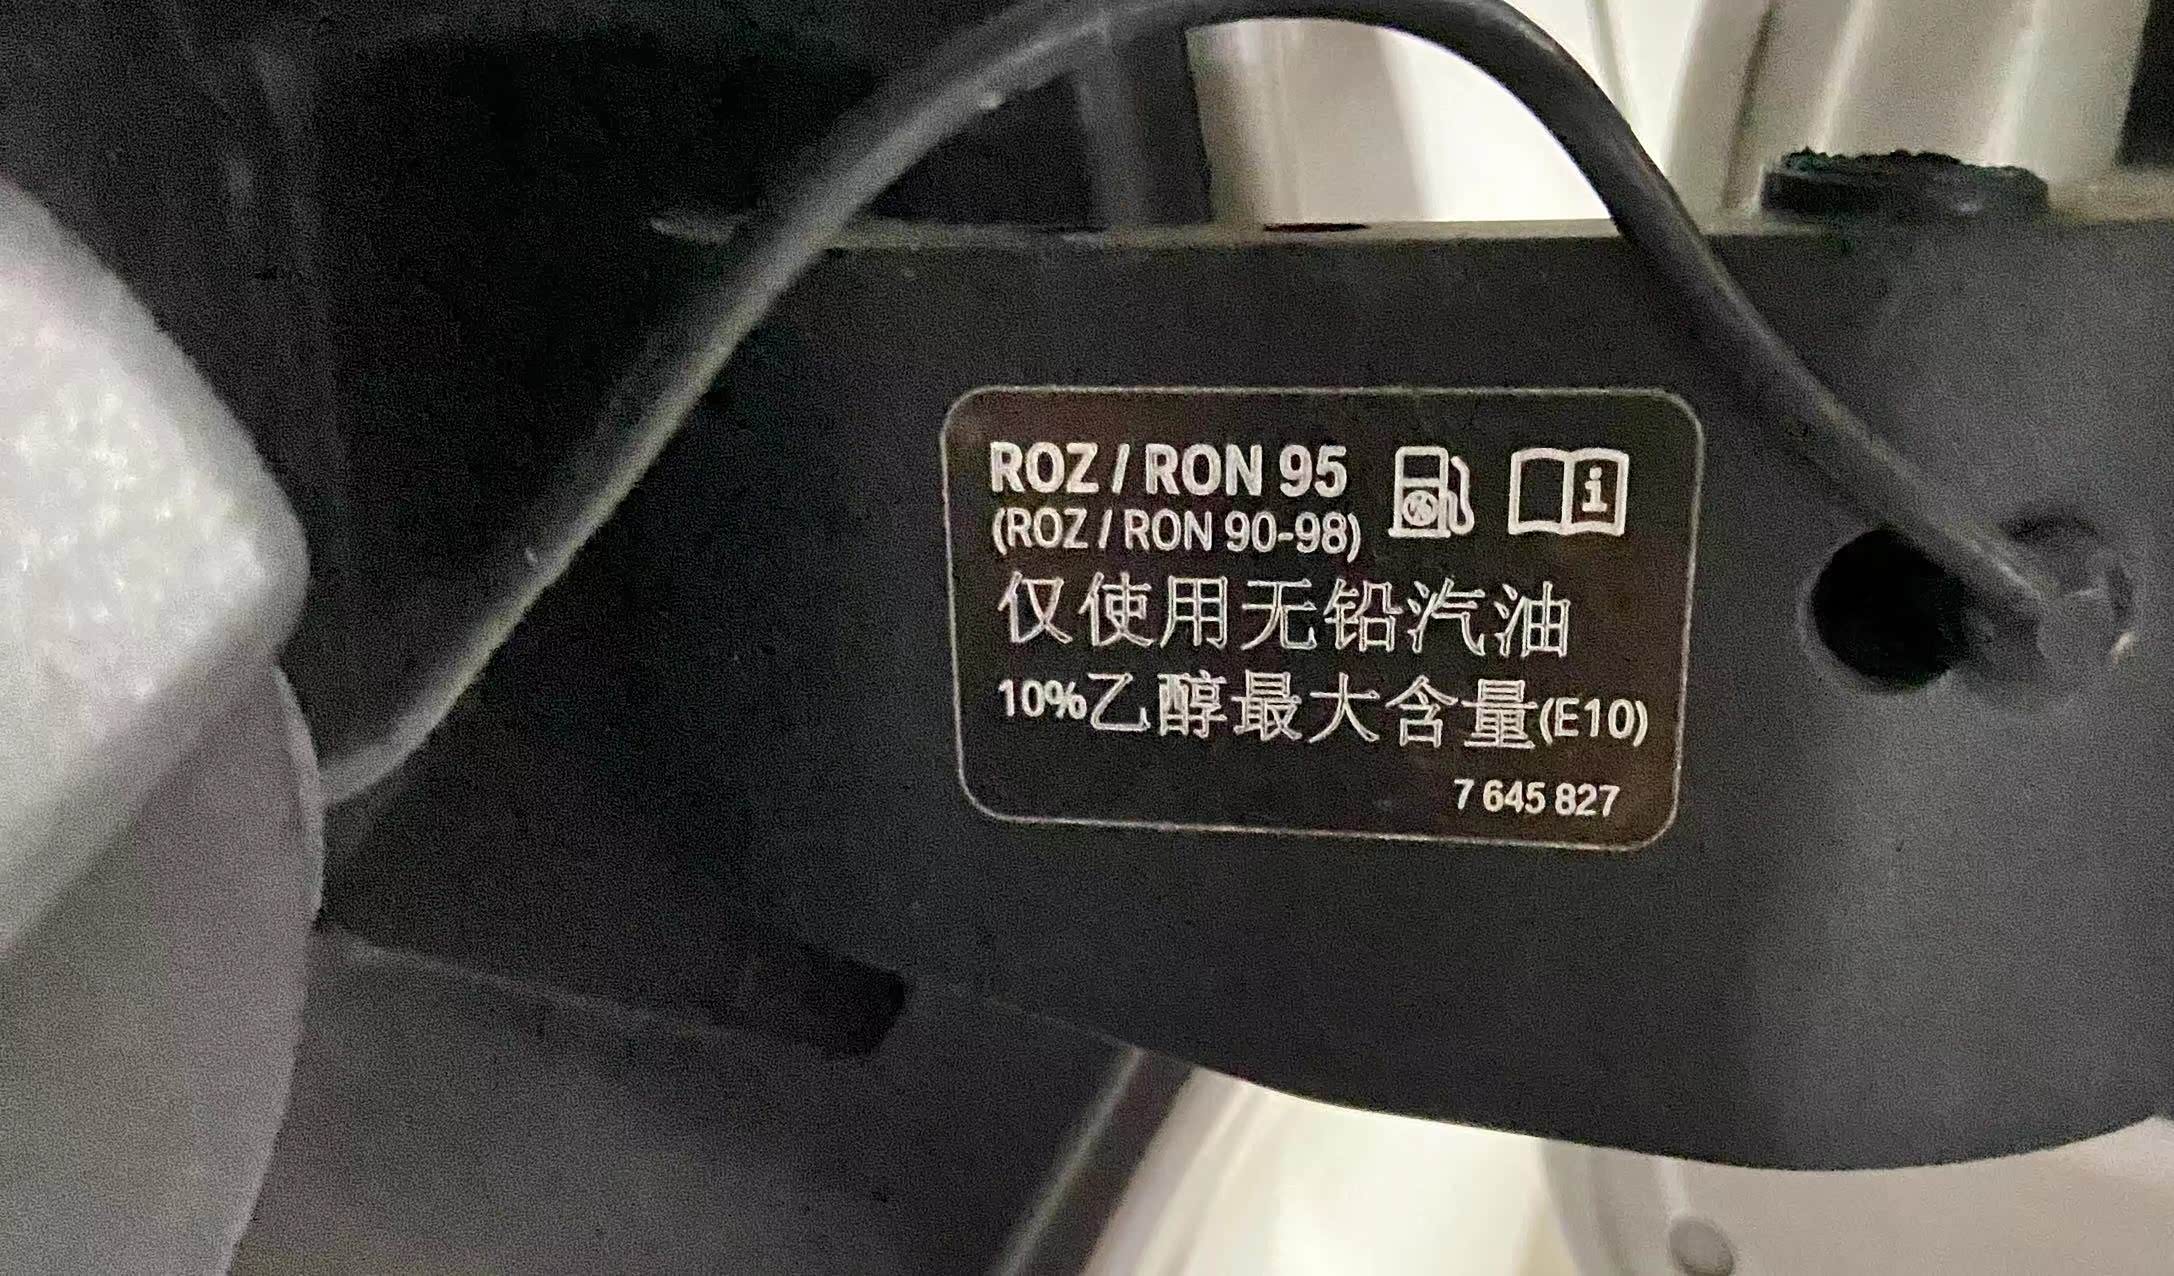 ROZ / RON 95
(ROZ / RON 90-98)
仅使用无铅汽油
10%乙醇最大含量(E10)
7 645 827